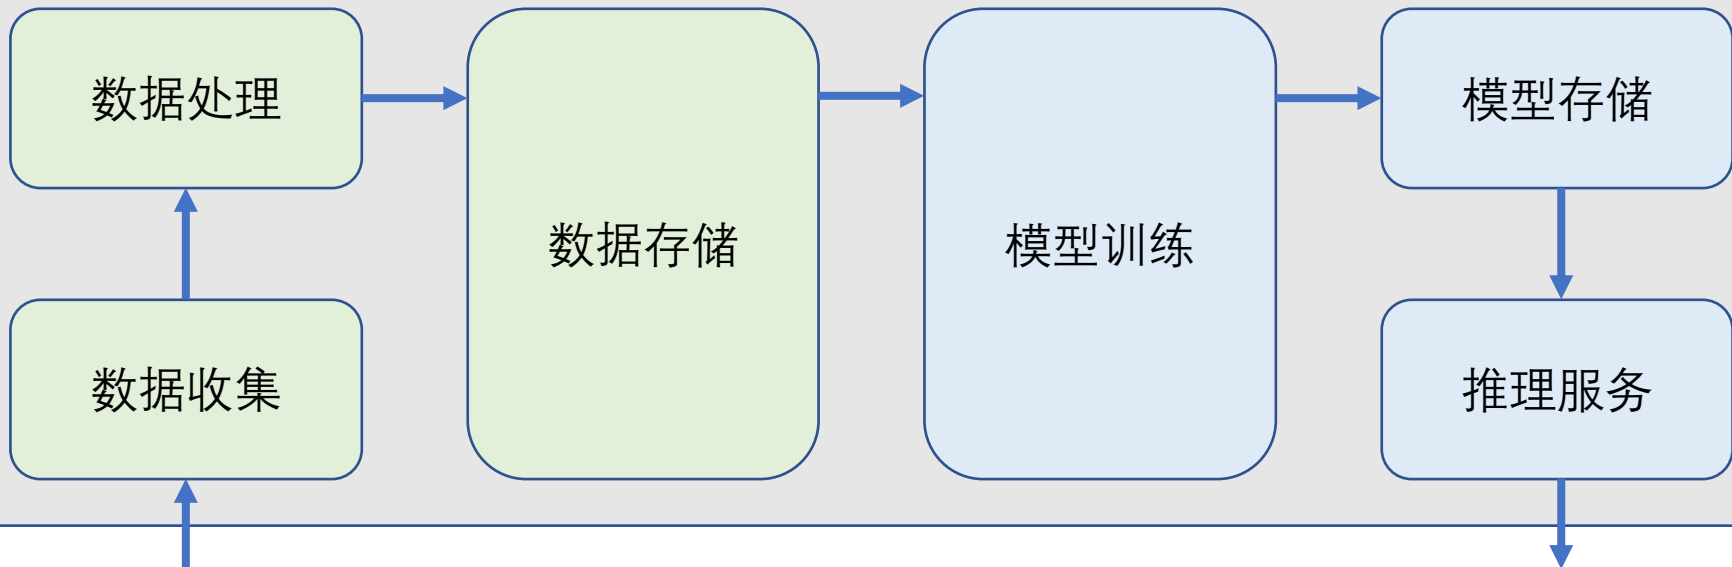 数据处理
数据存储
模型训练
模型存储
数据收集
推理服务